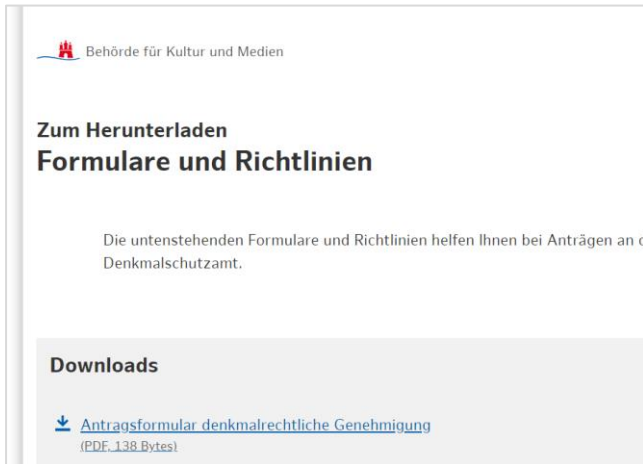 Behörde für Kultur und Medien
Zum Herunterladen
Formulare und Richtlinien
Die untenstehenden Formulare und Richtlinien helfen Ihnen bei Anträgen an
Denkmalschutzamt.
Downloads
Antragsformular denkmalrechtliche Genehmigung
(PDF, 138 Bytes)